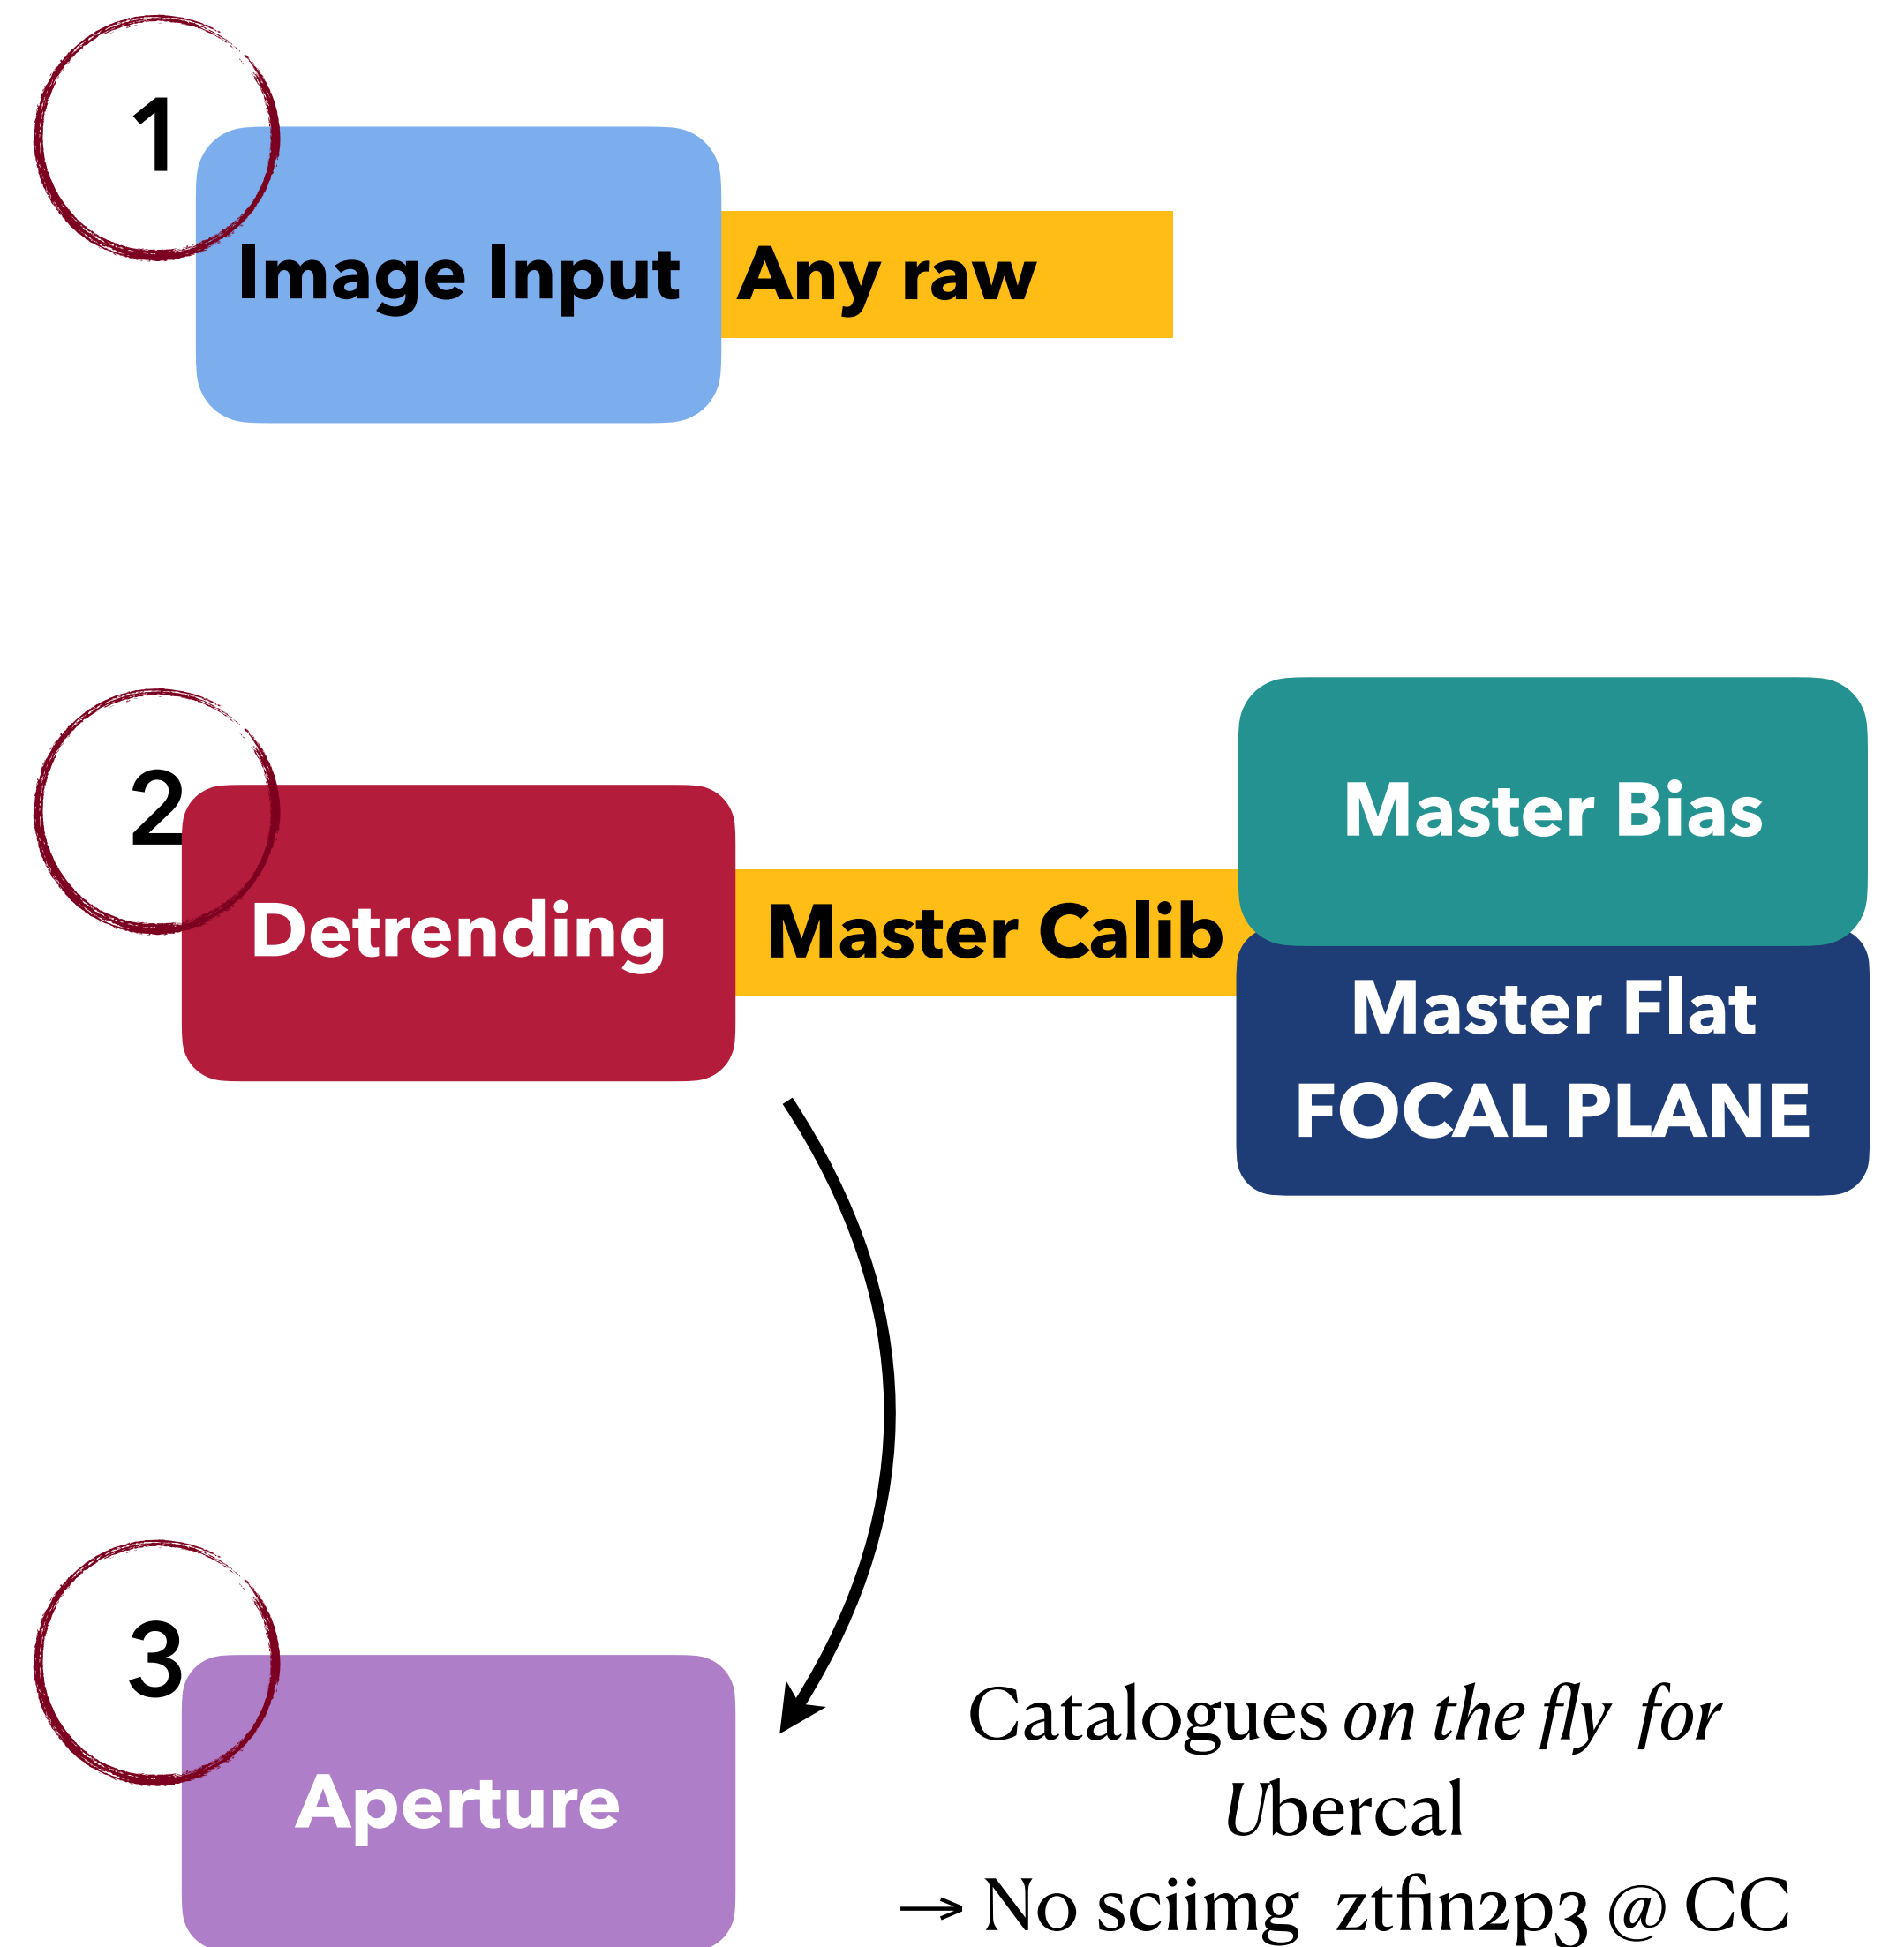 1
Image Input
Any raw
2
Detrending
Master Calib
Master Bias
Master Flat
FOCAL PLANE
3
Aperture
Catalogues on the fly for
Ubercal
→ No sciimg ztfin2p3 @ CC